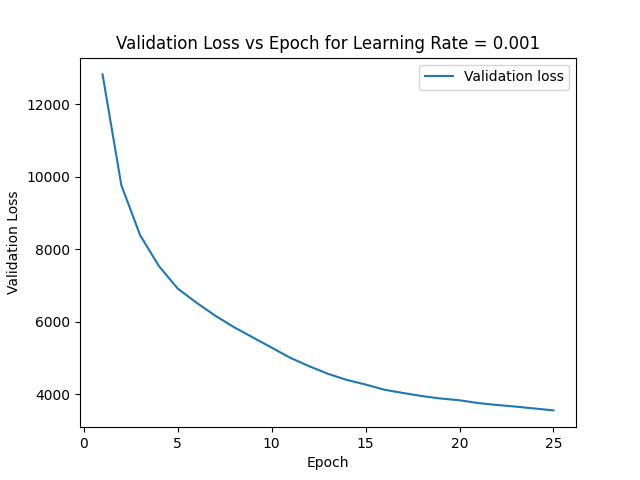 Validation Loss vs Epoch for Learning Rate = 0.001
Validation loss
12000
10000
8000
6000
4000
Validation Loss
0 5 10 15 20 25
Epoch